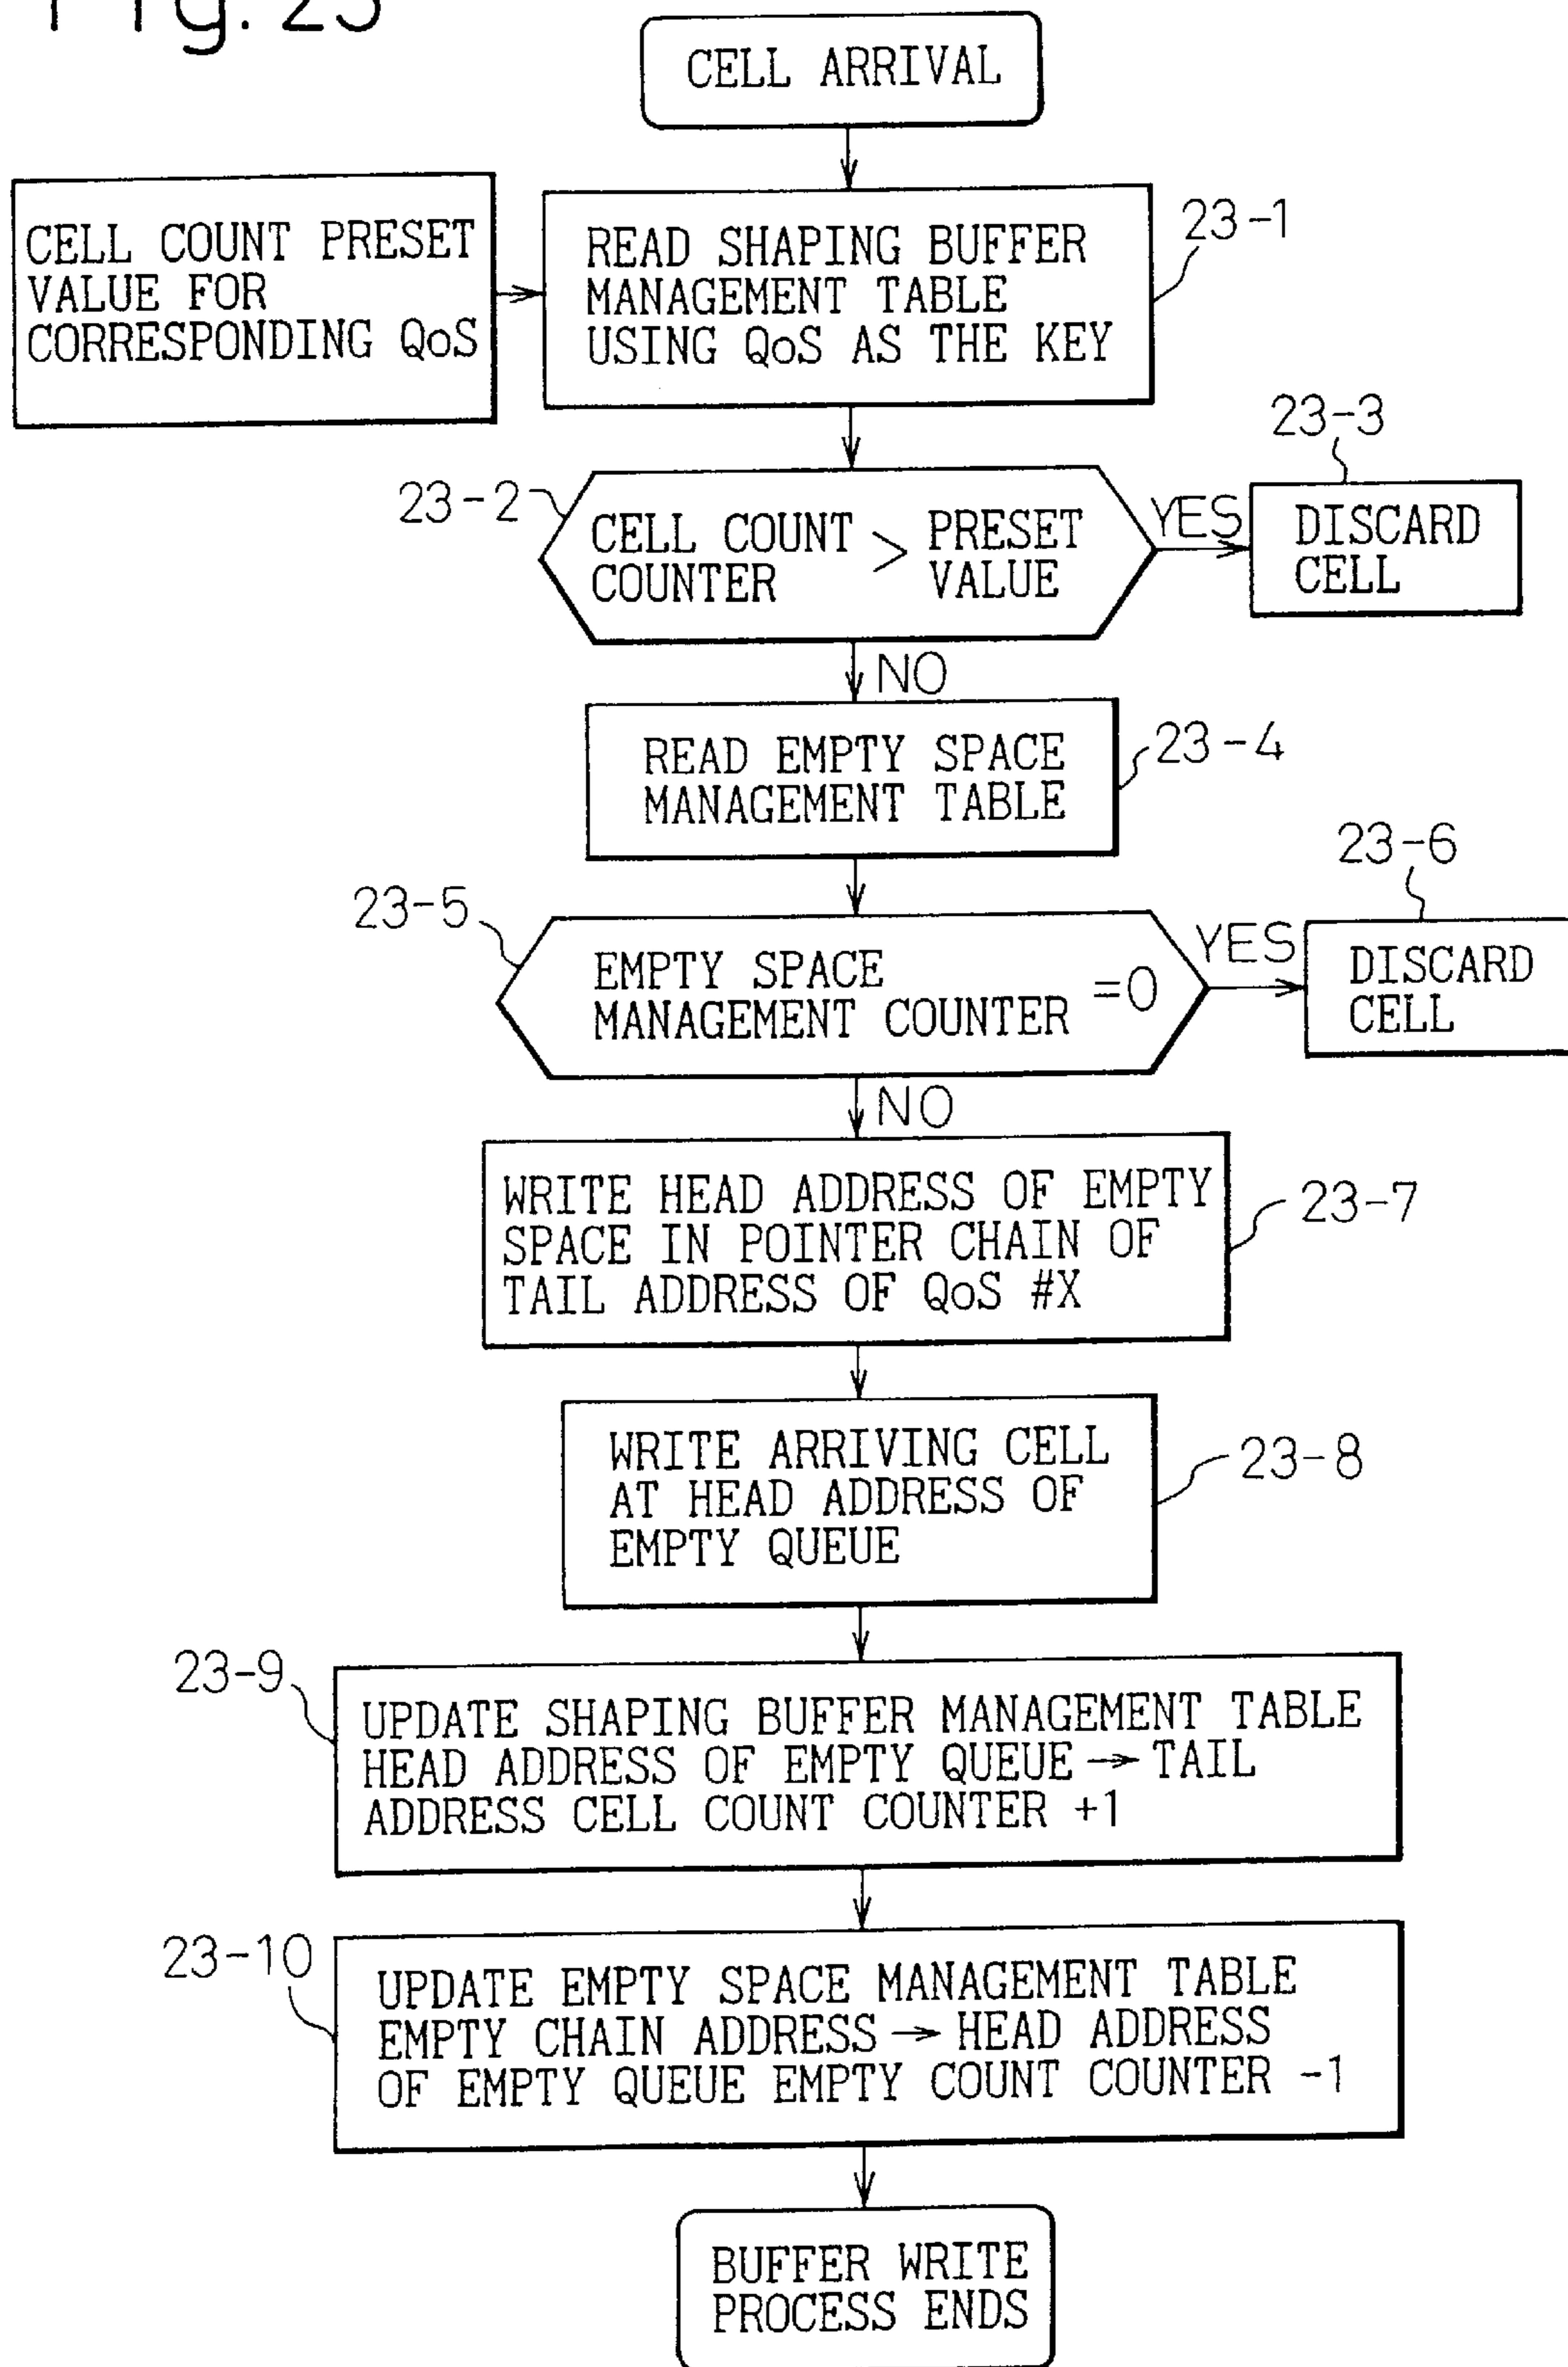 Fig. 23
CELL ARRIVAL
CELL COUNT PRESET
VALUE FOR
CORRESPONDING QoS
READ SHAPING BUFFER
MANAGEMENT TABLE
USING QoS AS THE KEY
23-1
23-2
CELL COUNT
COUNTER
>
PRESET
VALUE
YES
23-3
DISCARD
CELL
NO
READ EMPTY SPACE
MANAGEMENT TABLE
23-4
23-5
EMPTY SPACE
MANAGEMENT COUNTER
=0
YES
23-6
DISCARD
CELL
NO
WRITE HEAD ADDRESS OF EMPTY
SPACE IN POINTER CHAIN OF
TAIL ADDRESS OF QoS #X
23-7
WRITE ARRIVING CELL
AT HEAD ADDRESS OF
EMPTY QUEUE
23-8
23-9
UPDATE SHAPING BUFFER MANAGEMENT TABLE
HEAD ADDRESS OF EMPTY QUEUE → TAIL
ADDRESS CELL COUNT COUNTER +1
23-10
UPDATE EMPTY SPACE MANAGEMENT TABLE
EMPTY CHAIN ADDRESS → HEAD ADDRESS
OF EMPTY QUEUE EMPTY COUNT COUNTER -1
BUFFER WRITE
PROCESS ENDS